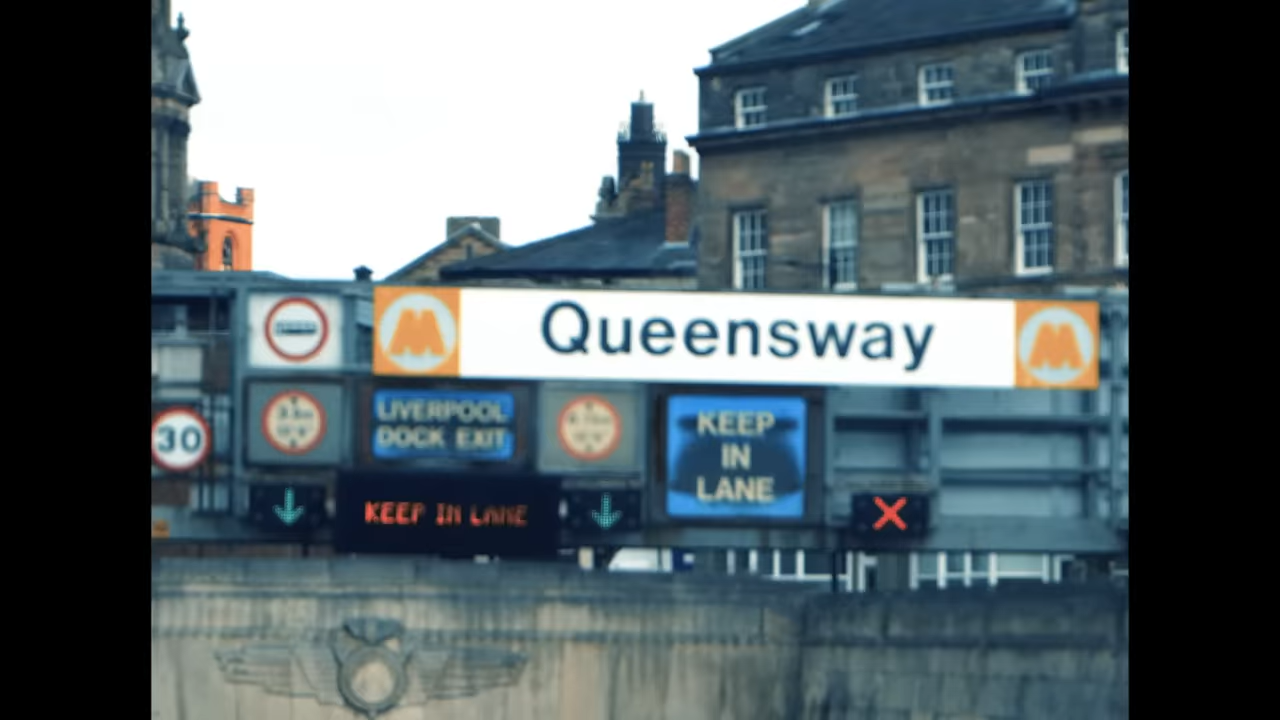 M Queensway M
30
LIVERPOOL
DOCK EXIT
KEEP
IN
LANE
KEEP IN LANE